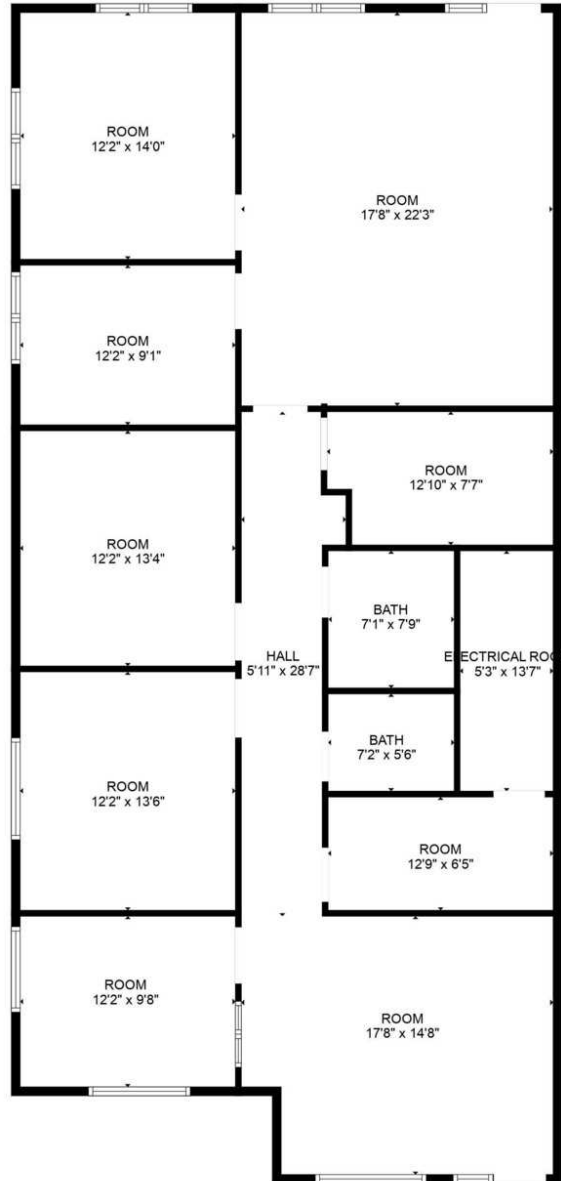 ROOM
12'2" x 14'0"
ROOM
17'8" x 22'3"
ROOM
12'2" x 9'1"
ROOM
12'10" x 7'7"
ROOM
12'2" x 13'4"
BATH
7'1" x 7'9"
HALL
5'11" x 28'7"
ELECTRICAL ROO
5'3" x 13'7"
BATH
7'2" x 5'6"
ROOM
12'2" x 13'6"
ROOM
12'9" x 6'5"
ROOM
12'2" x 9'8"
ROOM
17'8" x 14'8"